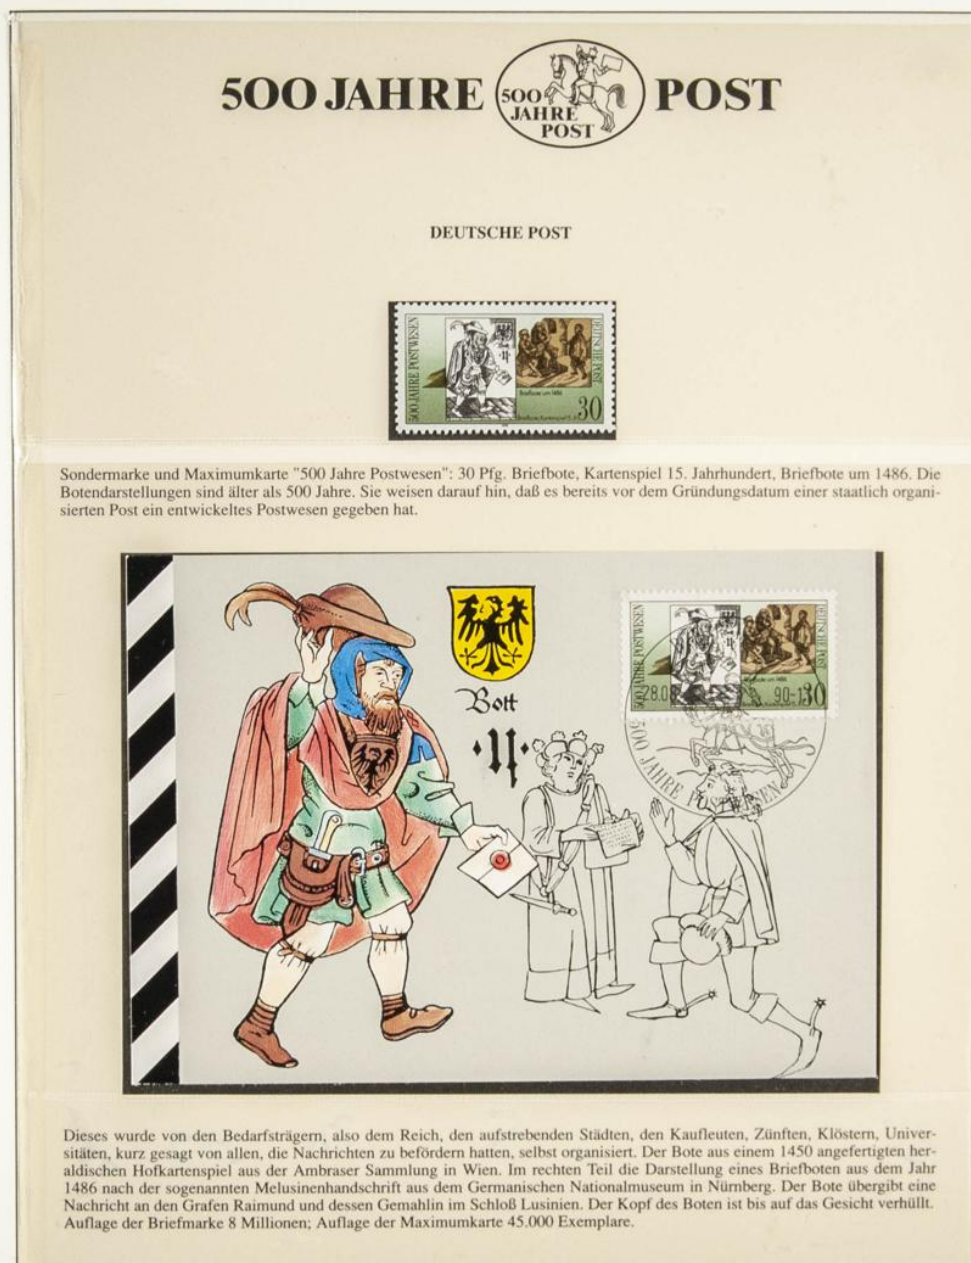 500 JAHRE POST
500
JAHRE
POST
DEUTSCHE POST
500 JAHRE POSTWESEN
DEUTSCHE POST
Briefbote um 1486
30
Sondermarke und Maximumkarte "500 Jahre Postwesen": 30 Pfg. Briefbote, Kartenspiel 15. Jahrhundert, Briefbote um 1486. Die
Botendarstellungen sind älter als 500 Jahre. Sie weisen darauf hin, daß es bereits vor dem Gründungsdatum einer staatlich organi-
sierten Post ein entwickeltes Postwesen gegeben hat.
Bott
500 JAHRE POSTWESEN
DEUTSCHE POST
Briefbote um 1486
30
28.08
90-1
500 JAHRE
Dieses wurde von den Bedarfsträgern, also dem Reich, den aufstrebenden Städten, den Kaufleuten, Zünften, Klöstern, Univer-
sitäten, kurz gesagt von allen, die Nachrichten zu befördern hatten, selbst organisiert. Der Bote aus einem 1450 angefertigten her-
aldischen Hofkartenspiel aus der Ambraser Sammlung in Wien. Im rechten Teil die Darstellung eines Briefboten aus dem Jahr
1486 nach der sogenannten Melusinenhandschrift aus dem Germanischen Nationalmuseum in Nürnberg. Der Bote übergibt eine
Nachricht an den Grafen Raimund und dessen Gemahlin im Schloß Lusinien. Der Kopf des Boten ist bis auf das Gesicht verhüllt.
Auflage der Briefmarke 8 Millionen; Auflage der Maximumkarte 45.000 Exemplare.